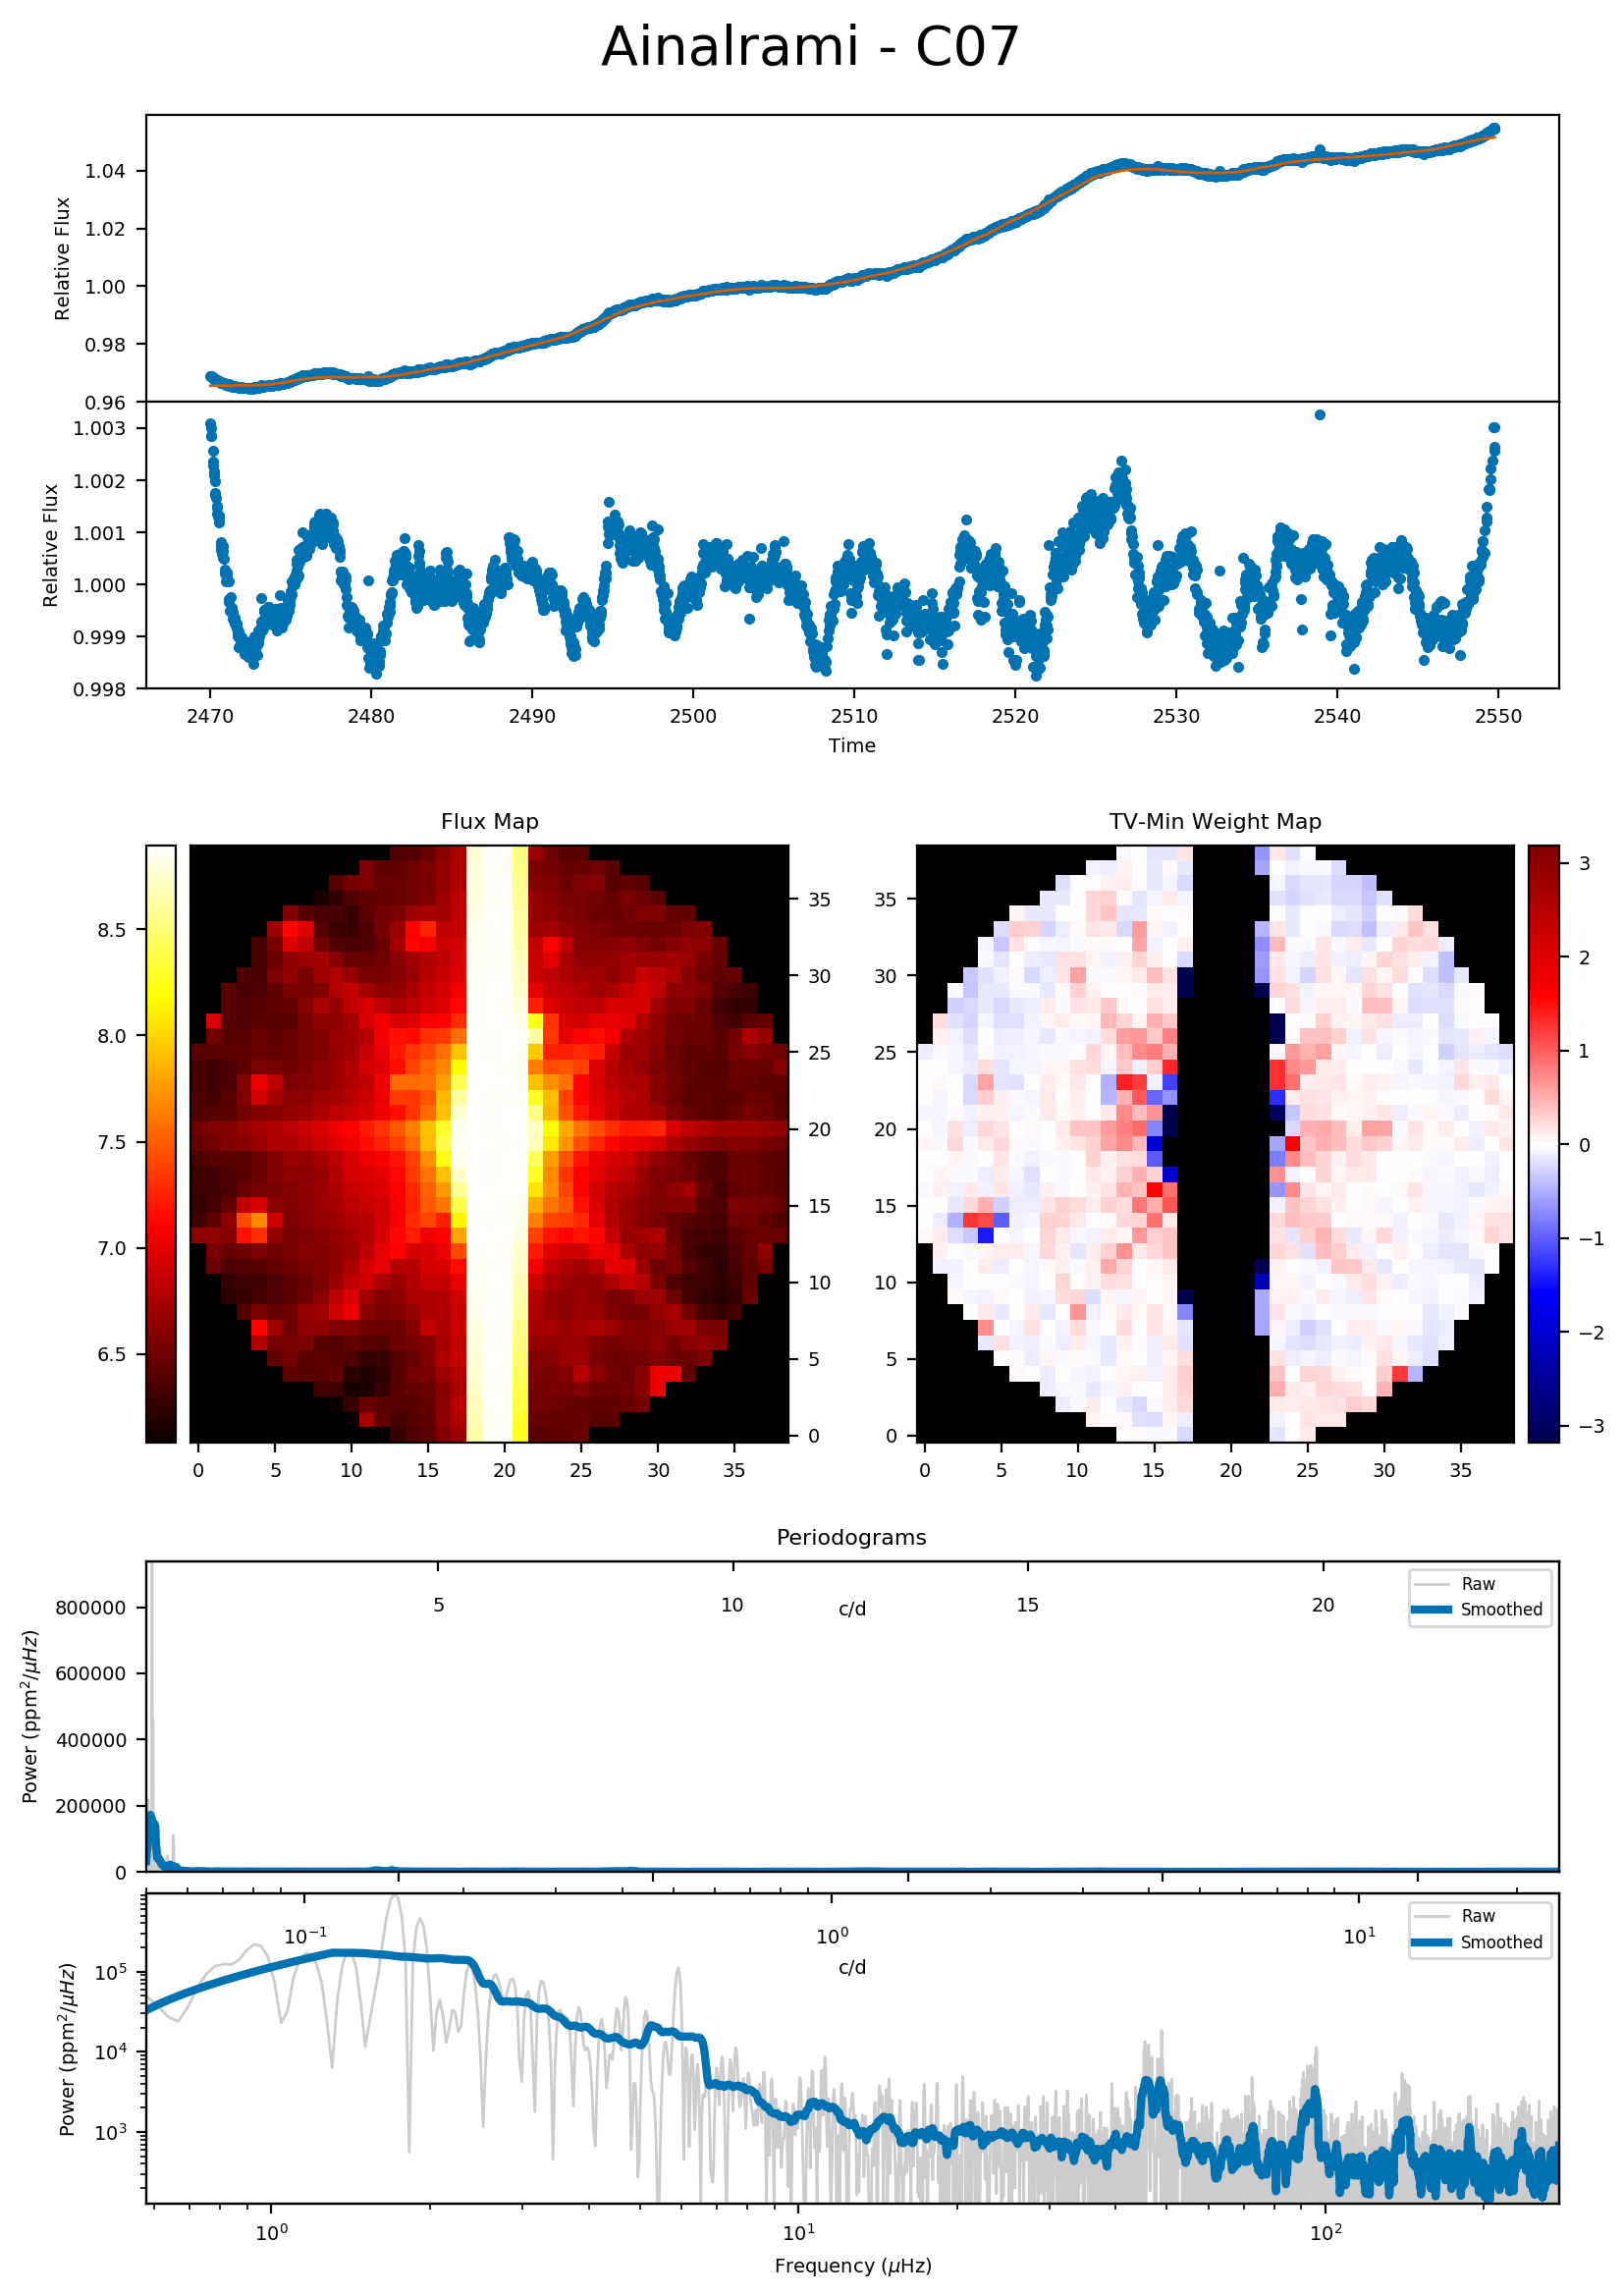 Ainalrami - C07
Relative Flux
1.04
1.02
1.00
0.98
0.96
Relative Flux
1.003
1.002
1.001
1.000
0.999
0.998
2470 2480 2490 2500 2510 2520 2530 2540 2550
Time
Flux Map
8.5
8.0
7.5
7.0
6.5
35
30
25
20
15
10
5
0
0 5 10 15 20 25 30 35
TV-Min Weight Map
35
30
25
20
15
10
5
0
0 5 10 15 20 25 30 35
3
2
1
0
−1
−2
−3
Periodograms
Power (ppm²/μHz)
800000
600000
400000
200000
0
5 10 15 20
c/d
Raw
Smoothed
Power (ppm²/μHz)
10⁵
10⁴
10³
10⁻¹ 10⁰ 10¹
c/d
Raw
Smoothed
10⁰ 10¹ 10²
Frequency (μHz)